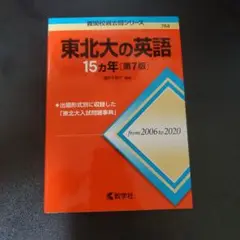 難関校過去問シリーズ
東北大の英語
15カ年[第7版]
●出題形式別に収録した
「東北大入試問題事典」
from 2006 to 2020
教学社